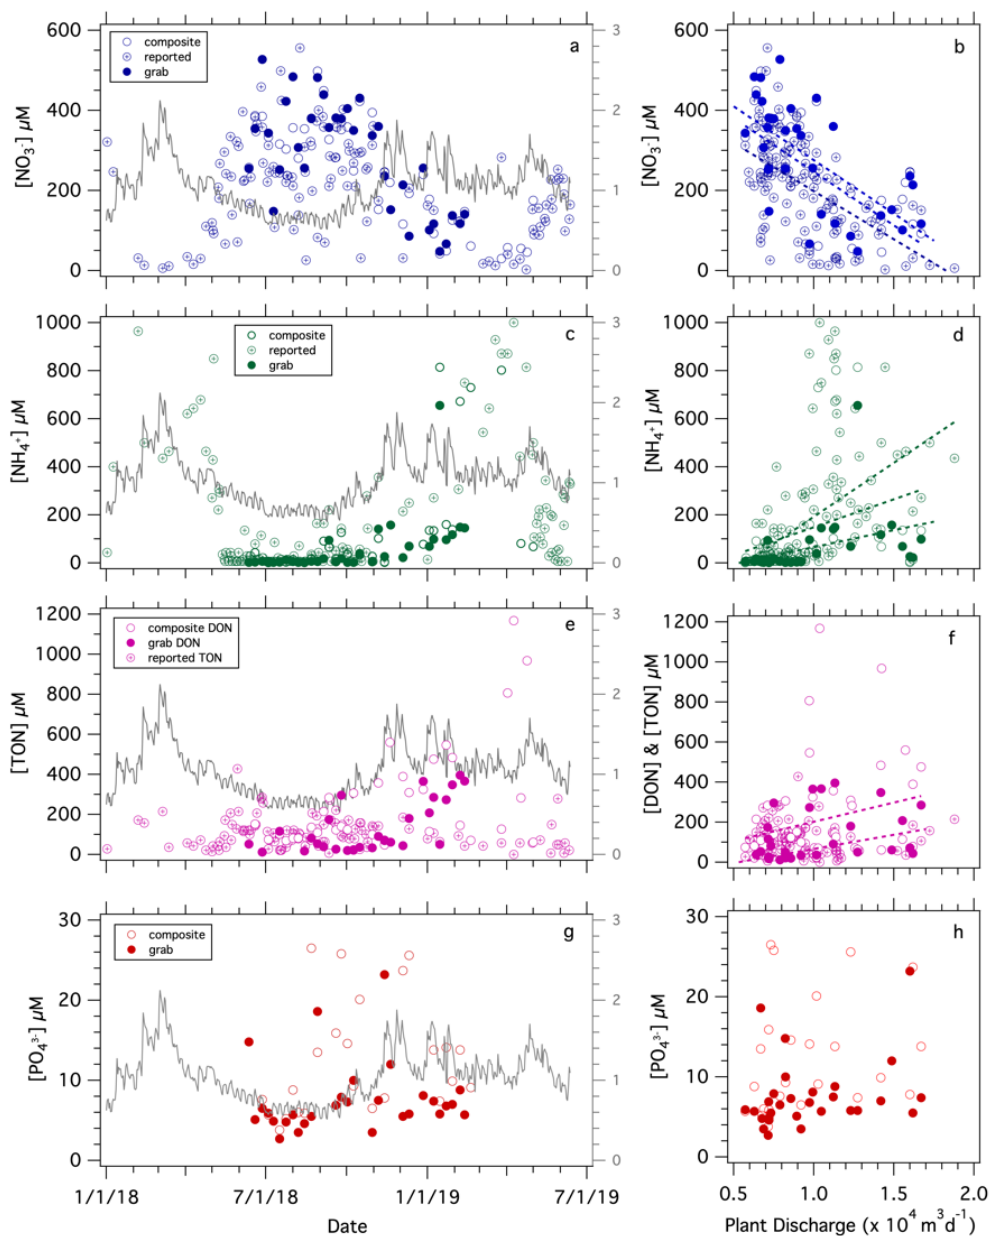 600
400
200
0
[NO3-] µM
composite
reported
grab
a
3
2
1
0
600
400
200
0
[NO3-] µM
b
1000
800
600
400
200
0
[NH4+] µM
composite
reported
grab
c
3
2
1
0
1000
800
600
400
200
0
[NH4+] µM
d
1200
1000
800
600
400
200
0
[TON] µM
composite DON
grab DON
reported TON
e
3
2
1
0
1200
1000
800
600
400
200
0
[DON] & [TON] µM
f
30
20
10
0
[PO4 3-] µM
composite
grab
g
3
2
1
0
30
20
10
0
[PO4 3-] µM
h
1/1/18
7/1/18
1/1/19
7/1/19
Date
0.5
1.0
1.5
2.0
Plant Discharge (x 10^4 m^3 d^-1)